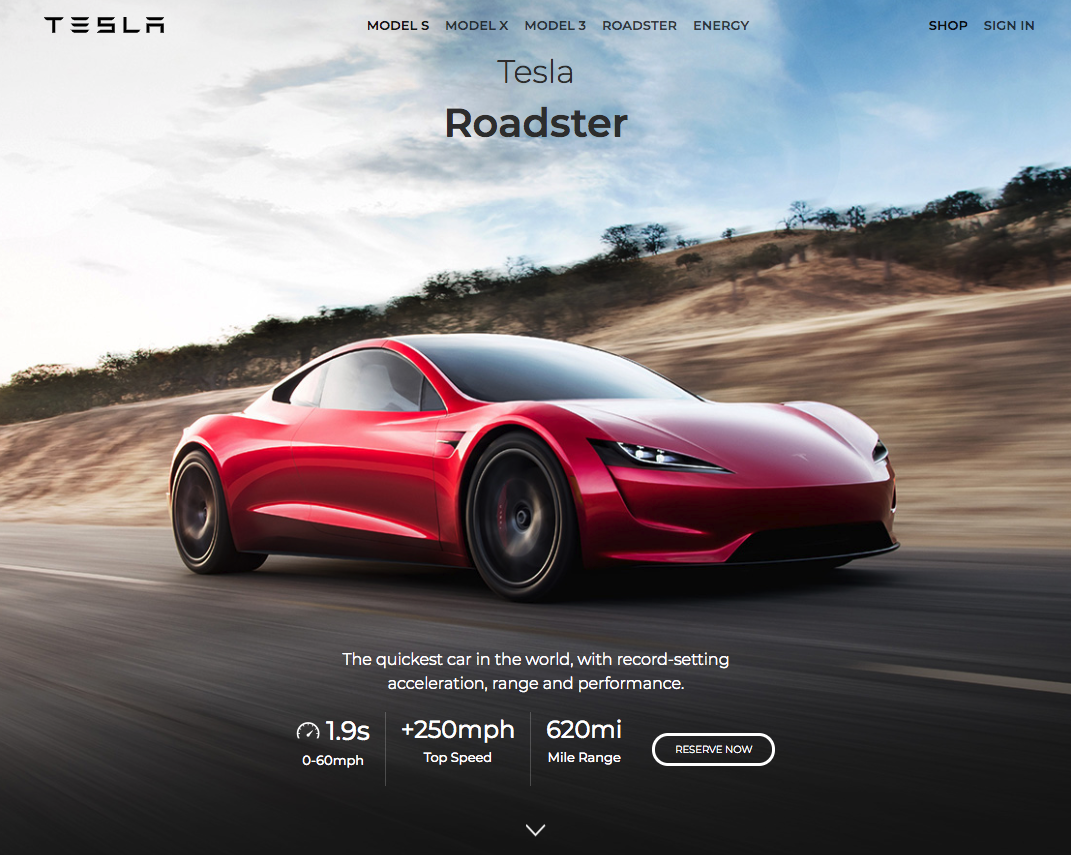 TESLA
MODEL S MODEL X MODEL 3 ROADSTER ENERGY
SHOP SIGN IN
Tesla
Roadster
The quickest car in the world, with record-setting
acceleration, range and performance.
1.9s
0-60mph
+250mph
Top Speed
620mi
Mile Range
RESERVE NOW